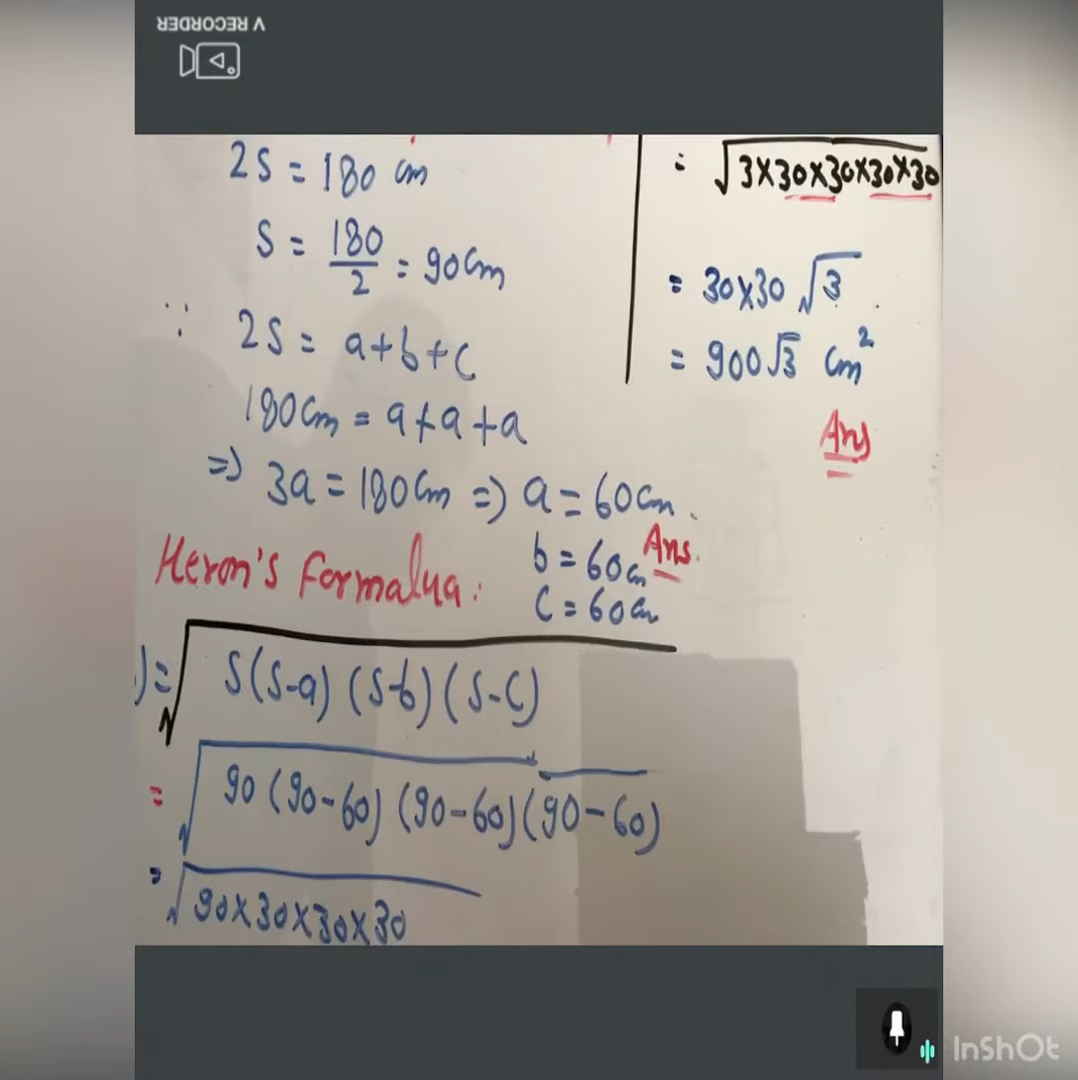 V RECORDER
2S = 180 cm
S = 180/2 = 90cm
∵ 2S = a+b+c
180cm = a+a+a
=> 3a = 180cm => a = 60cm.
Ans.
b = 60cm
c = 60cm
Heron's Formalua:
) = √S(S-a) (S-b) (S-C)
= √90 (90-60) (90-60) (90-60)
= √90×30×30×30
= √3×30×30×30×30
= 30×30 √3
= 900√3 cm²
Ans
InShOt